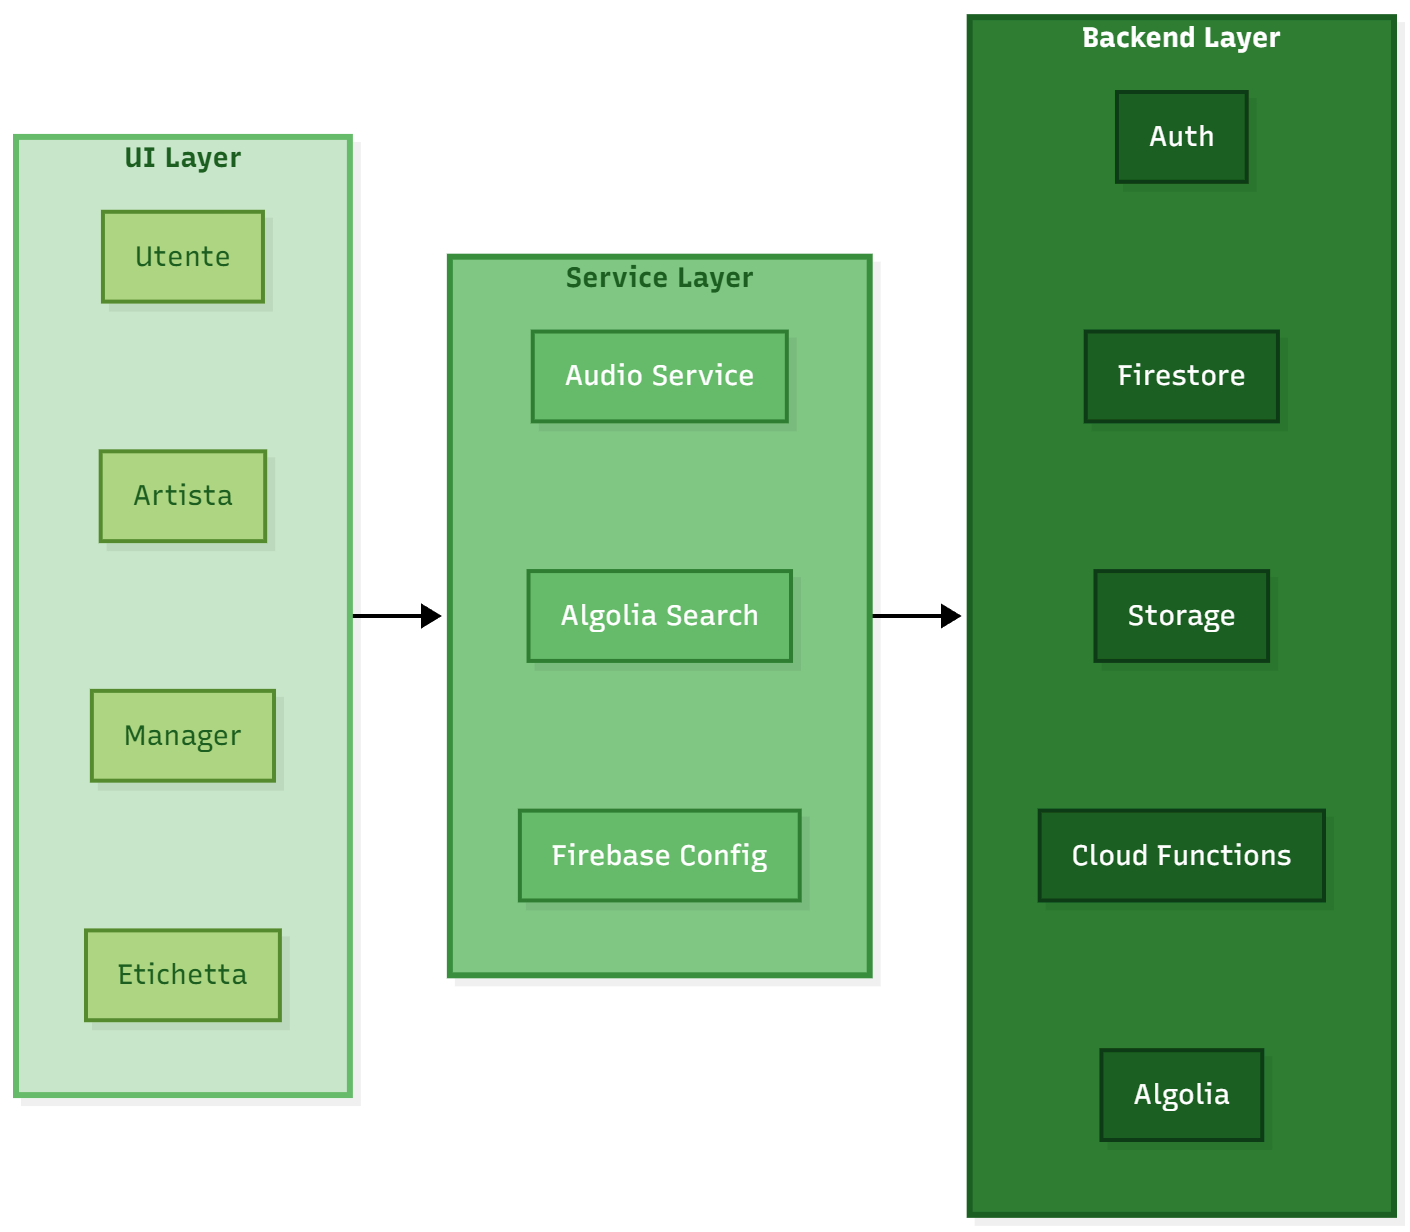 UI Layer
Utente
Artista
Manager
Etichetta
Service Layer
Audio Service
Algolia Search
Firebase Config
Backend Layer
Auth
Firestore
Storage
Cloud Functions
Algolia